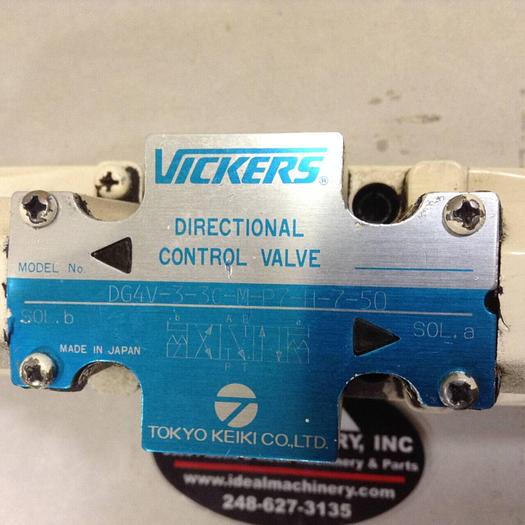 VICKERS®
DIRECTIONAL
CONTROL VALVE
MODEL No.
DG4V-3-3C-M-P7-H-7-50
SOL.b
SOL.a
b A B a
P T
MADE IN JAPAN
TOKYO KEIKI CO.,LTD.
RY, INC
nery & Parts
www.idealmachinery.com
248-627-3135